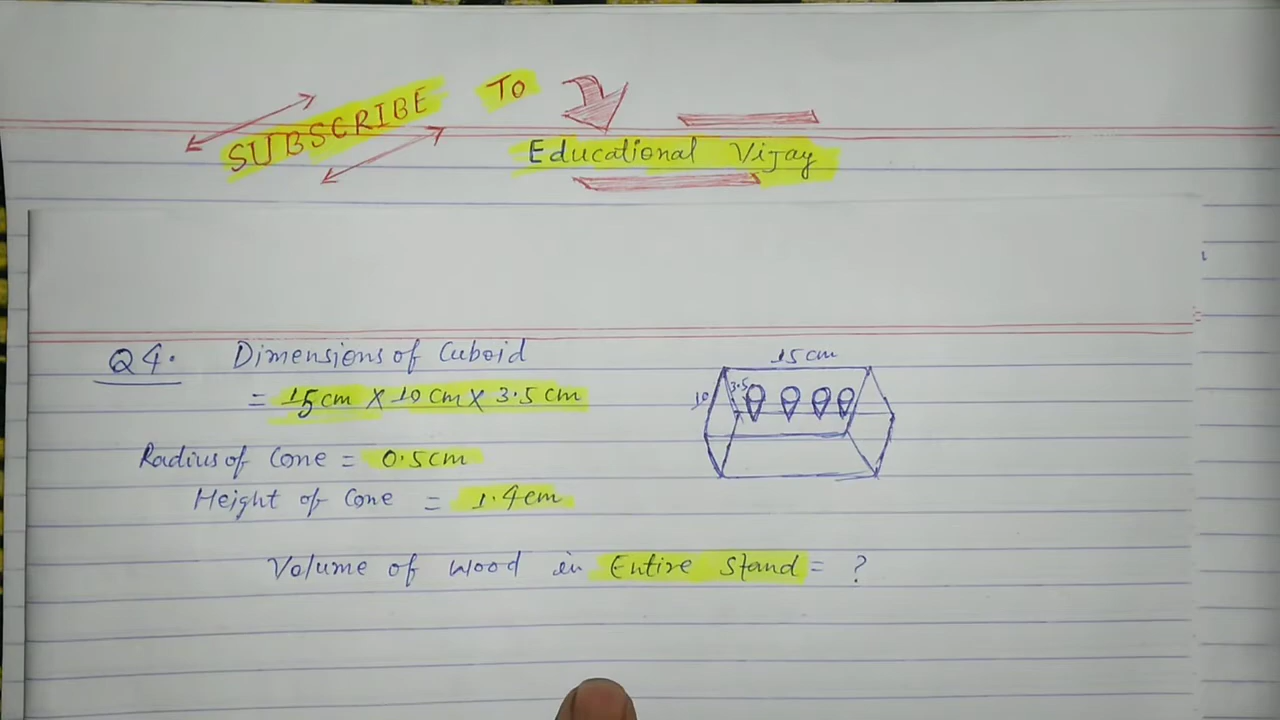 SUBSCRIBE TO
Educational Vijay
Q4. Dimensions of Cuboid
= 15cm X 10 cm X 3.5 cm
Radius of Cone = 0.5cm
Height of Cone = 1.4cm
Volume of wood in Entire Stand = ?
15 cm
10
3.5